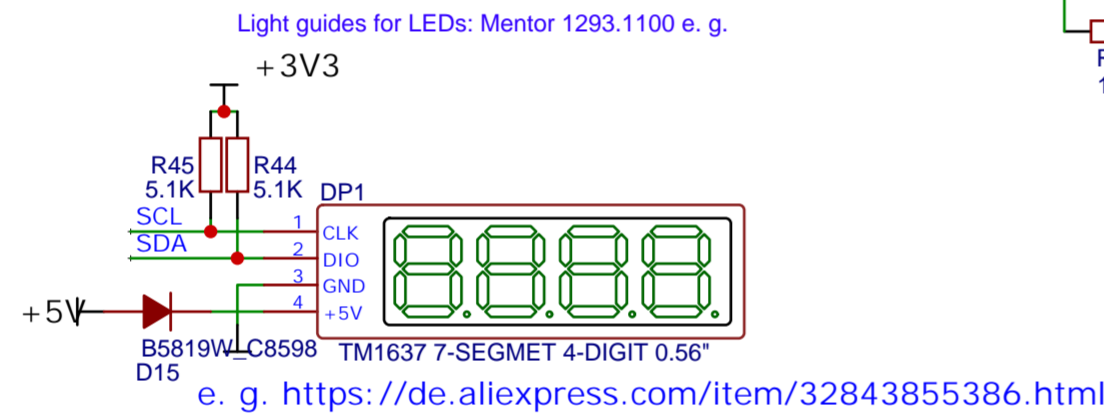 Light guides for LEDs: Mentor 1293.1100 e. g.
+3V3
R45
5.1K
R44
5.1K
DP1
SCL
SDA
1
2
3
4
CLK
DIO
GND
+5V
+5V
B5819W_C8598
D15
TM1637 7-SEGMET 4-DIGIT 0.56"
e. g. https://de.aliexpress.com/item/32843855386.html